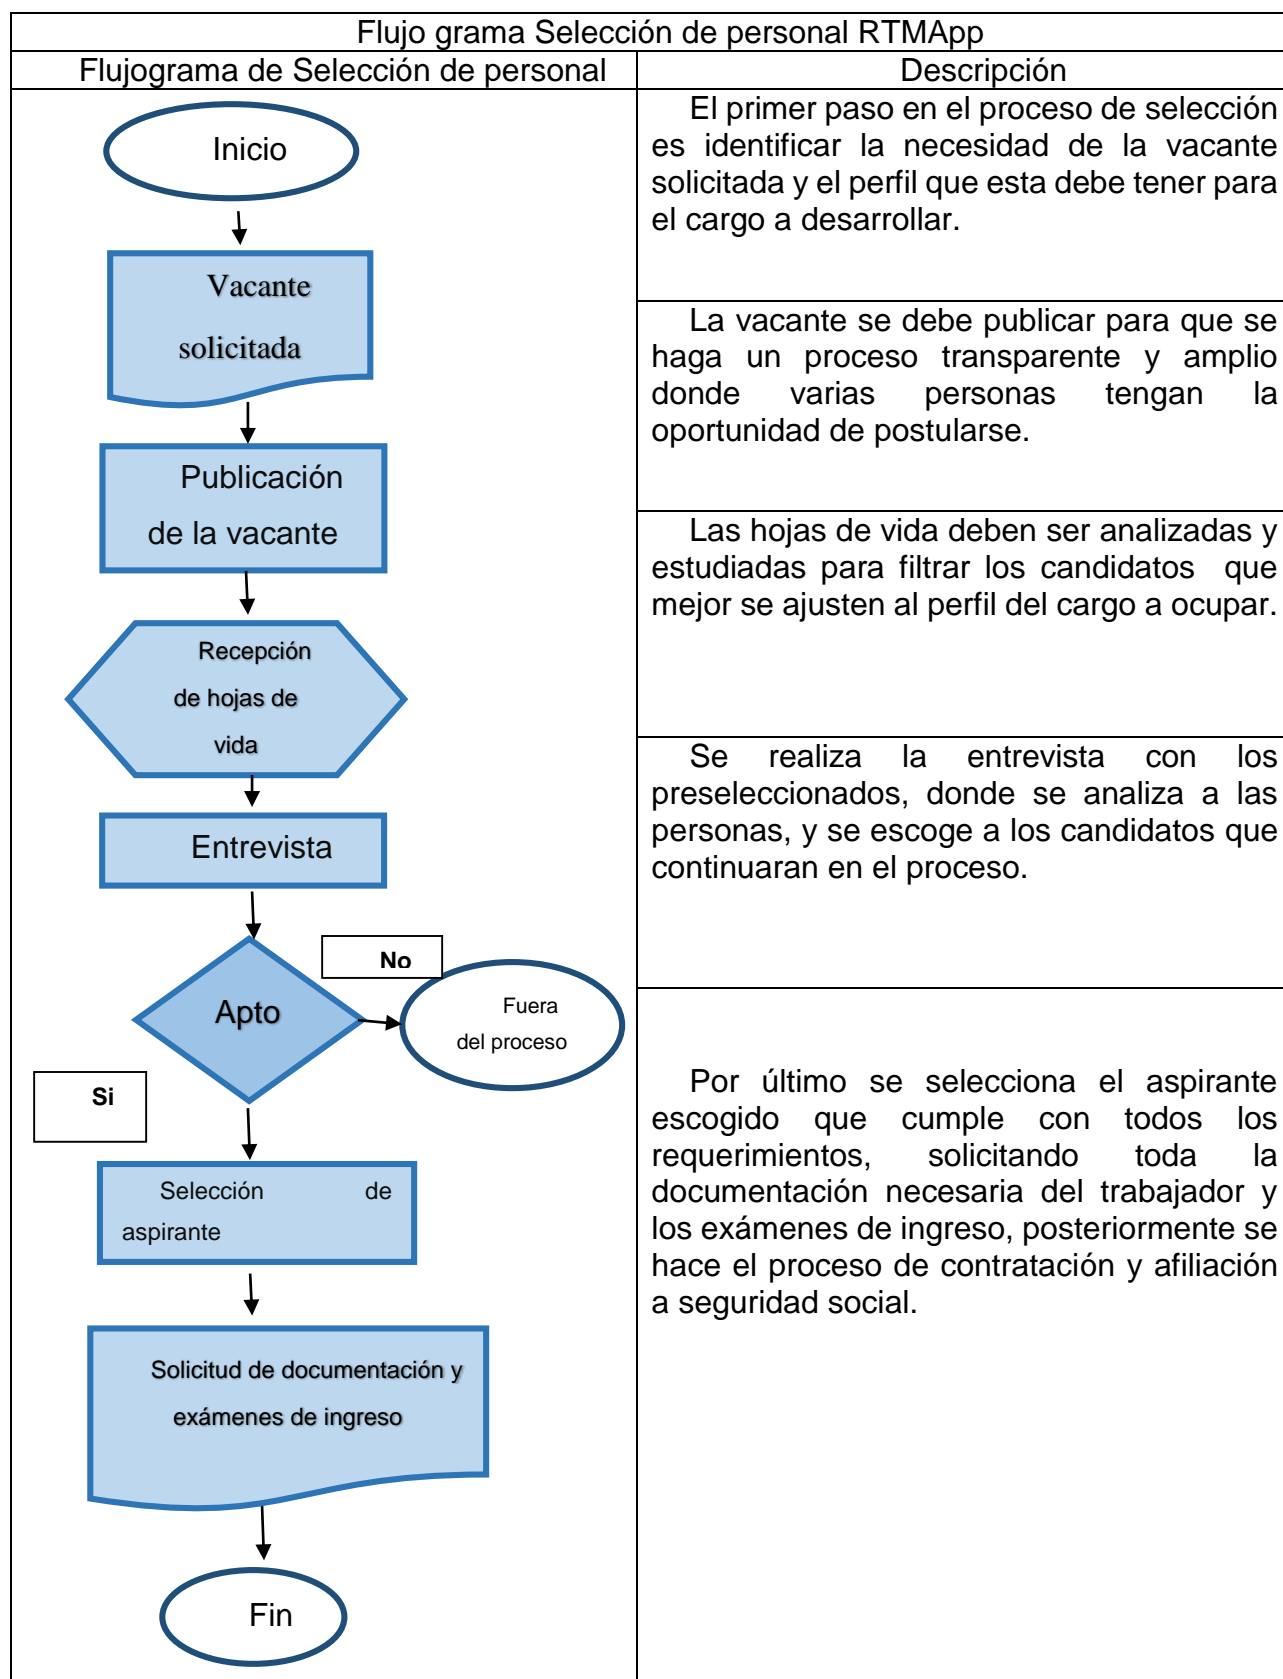 Flujo grama Selección de personal RTMApp
Flujograma de Selección de personal
Descripción
Inicio
Vacante
solicitada
Publicación
de la vacante
Recepción
de hojas de
vida
Entrevista
Apto
No
Fuera
del proceso
Si
Selección de
aspirante
Solicitud de documentación y
exámenes de ingreso
Fin
El primer paso en el proceso de selección
es identificar la necesidad de la vacante
solicitada y el perfil que esta debe tener para
el cargo a desarrollar.
La vacante se debe publicar para que se
haga un proceso transparente y amplio
donde varias personas tengan la
oportunidad de postularse.
Las hojas de vida deben ser analizadas y
estudiadas para filtrar los candidatos que
mejor se ajusten al perfil del cargo a ocupar.
Se realiza la entrevista con los
preseleccionados, donde se analiza a las
personas, y se escoge a los candidatos que
continuaran en el proceso.
Por último se selecciona el aspirante
escogido que cumple con todos los
requerimientos, solicitando toda la
documentación necesaria del trabajador y
los exámenes de ingreso, posteriormente se
hace el proceso de contratación y afiliación
a seguridad social.